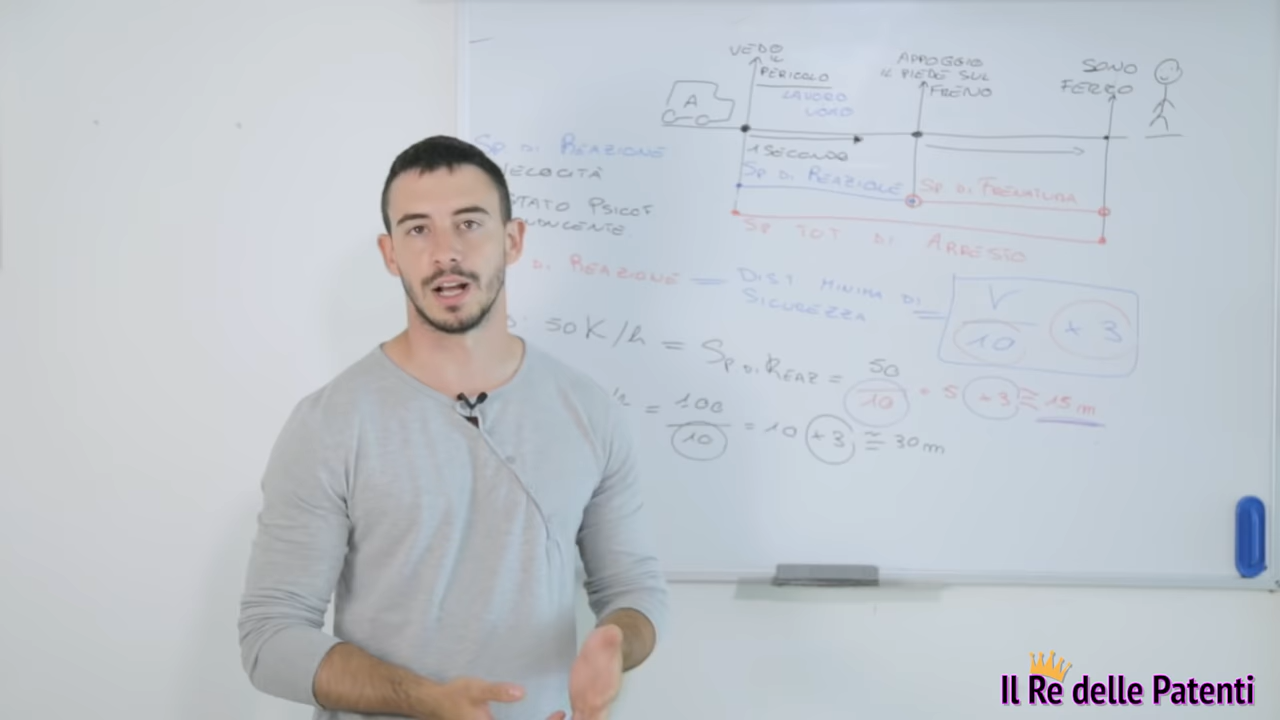 VEDO
IL
PERICOLO
LAVORO
UOMO
APPOGGIO
IL PIEDE SUL
FRENO
SONO
FERMO
A
1 SECONDO
SP DI REAZIONE
SP DI FRENATURA
SP TOT DI ARRESTO
SP DI REAZIONE
VELOCITÀ
STATO PSICOF
CONDUCENTE
DI REAZIONE = DIST MINIMA DI
SICUREZZA = V
10 * 3
50 K/h = SP DI REAZ = 50
10 = 5 * 3 ≅ 15 m
= 100
10 = 10 * 3 ≅ 30 m
Il Re delle Patenti